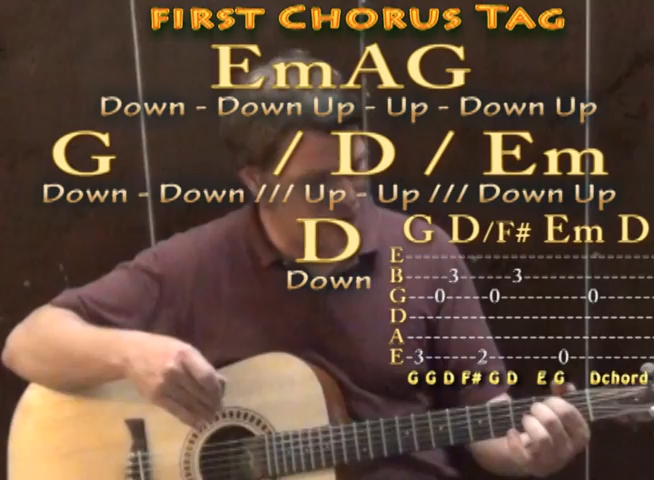 First Chorus Tag
EmAG
Down - Down Up - Up - Down Up
G / D / Em
Down - Down /// Up - Up /// Down Up
D
Down
G D/F# Em D
E--------------------------------
B------3-------3-----------------
G----0------0------------0-------
D--------------------------------
A--------------------------------
E-3-------2---------0------------
G G D F# G D E G Dchord